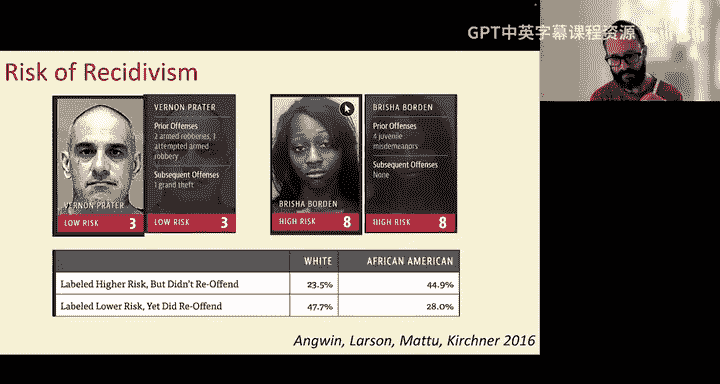 GPT中英字幕课程资源
Risk of Recidivism
VERNON PRATER
Prior Offenses
2 armed robberies, 1
attempted armed
robbery
Subsequent Offenses
1 grand theft
VERNON PRATER
LOW RISK 3
LOW RISK 3
BRISHA BORDEN
Prior Offenses
4 juvenile
misdemeanors
Subsequent Offenses
None
BRISHA BORDEN
HIGH RISK 8
HIGH RISK 8
WHITE AFRICAN AMERICAN
Labeled Higher Risk, But Didn't Re-Offend 23.5% 44.9%
Labeled Lower Risk, Yet Did Re-Offend 47.7% 28.0%
Angwin, Larson, Mattu, Kirchner 2016